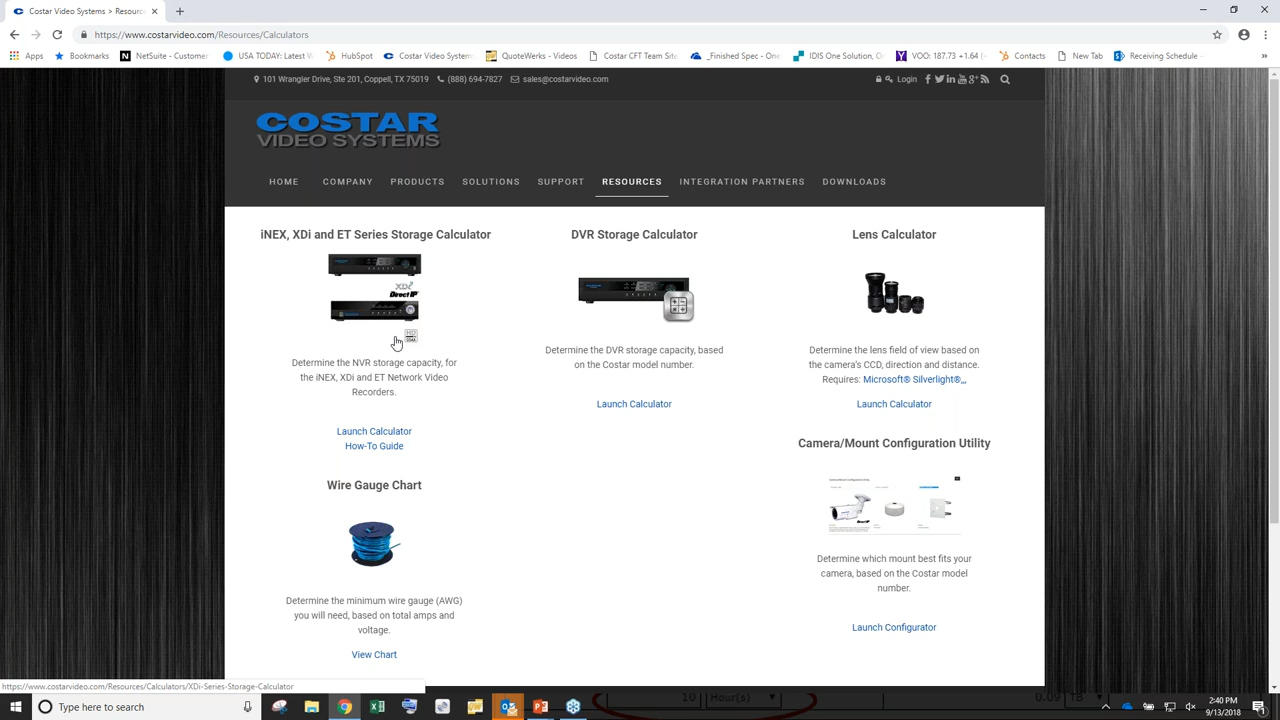 Costar Video Systems > Resourc
https://www.costarvideo.com/Resources/Calculators
Apps
Bookmarks
NetSuite - Customer
USA TODAY: Latest W
HubSpot
Costar Video System
QuoteWerks - Videos
Costar CFT Team Site
_Finished Spec - One
IDIS One Solution, O
VOO: 187.73 +1.64 (
Contacts
New Tab
Receiving Schedule -
101 Wrangler Drive, Ste 201, Coppell, TX 75019
(888) 694-7827
sales@costarvideo.com
Login
COSTAR
VIDEO SYSTEMS
HOME
COMPANY
PRODUCTS
SOLUTIONS
SUPPORT
RESOURCES
INTEGRATION PARTNERS
DOWNLOADS
iNEX, XDi and ET Series Storage Calculator
XDi
Direct IP
Determine the NVR storage capacity, for
the iNEX, XDi and ET Network Video
Recorders.
Launch Calculator
How-To Guide
DVR Storage Calculator
Determine the DVR storage capacity, based
on the Costar model number.
Launch Calculator
Lens Calculator
Determine the lens field of view based on
the camera's CCD, direction and distance.
Requires: Microsoft® Silverlight®,,,
Launch Calculator
Wire Gauge Chart
Determine the minimum wire gauge (AWG)
you will need, based on total amps and
voltage.
View Chart
Camera/Mount Configuration Utility
Determine which mount best fits your
camera, based on the Costar model
number.
Launch Configurator
https://www.costarvideo.com/Resources/Calculators/XDi-Series-Storage-Calculator
10
Hour(s)
0.09 TB
Type here to search
2:40 PM
9/13/2018